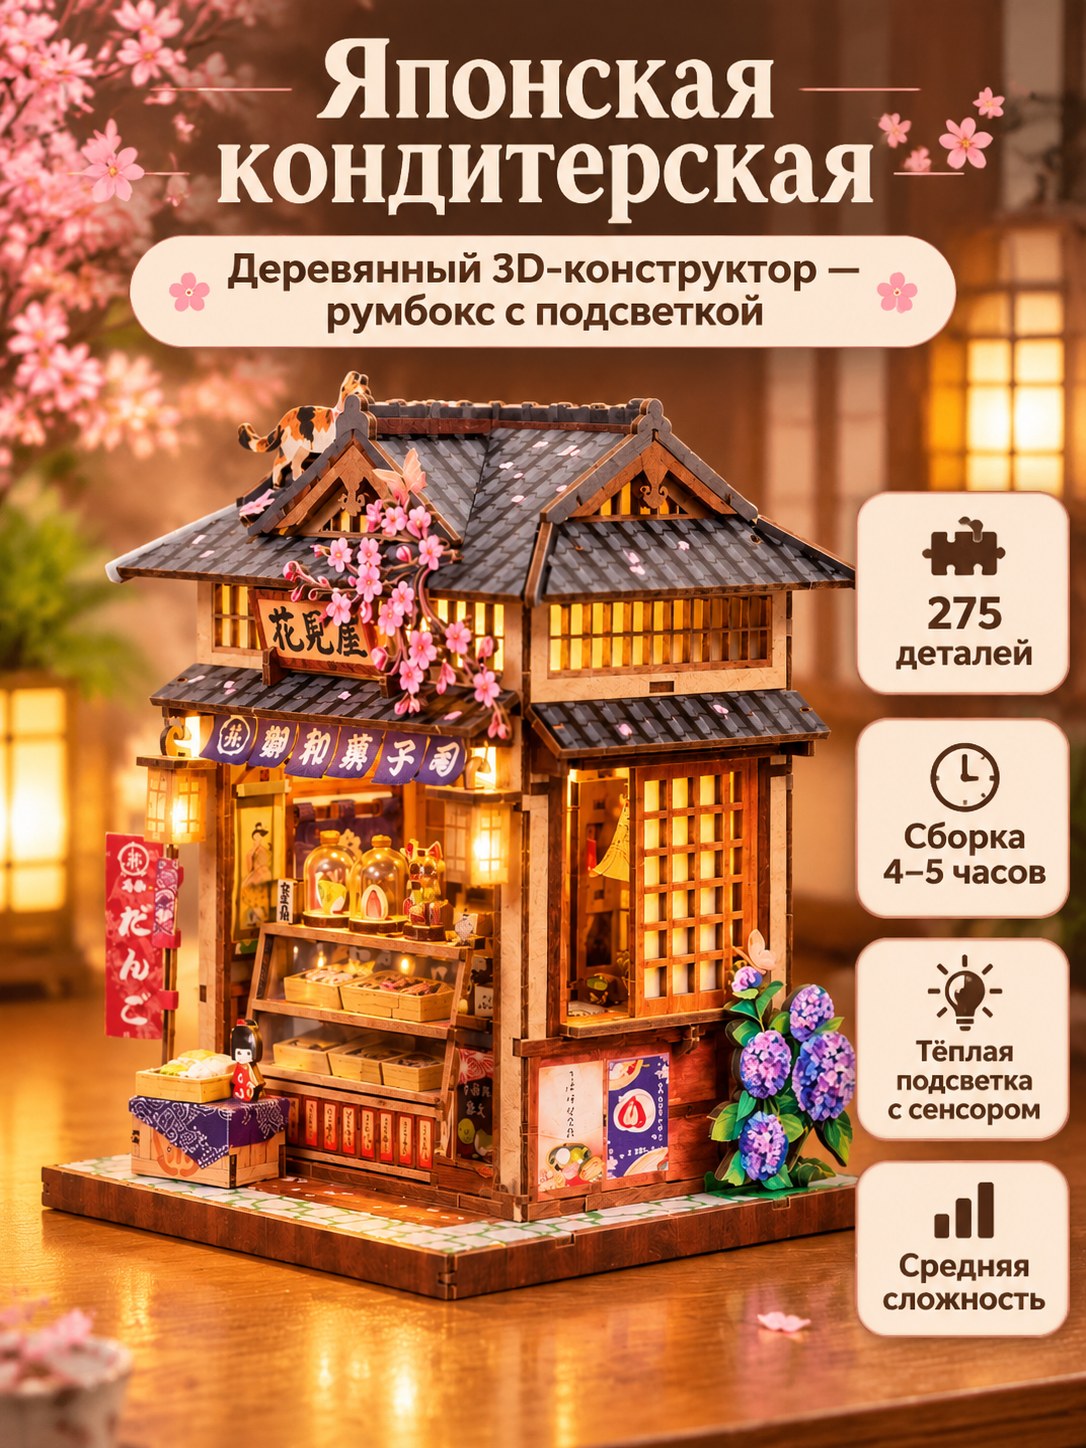 Японская
кондитерская
Деревянный 3D-конструктор —
румбокс с подсветкой
275
деталей
Сборка
4–5 часов
Тёплая
подсветка
с сенсором
Средняя
сложность
花見屋
御和菓子司
だんご